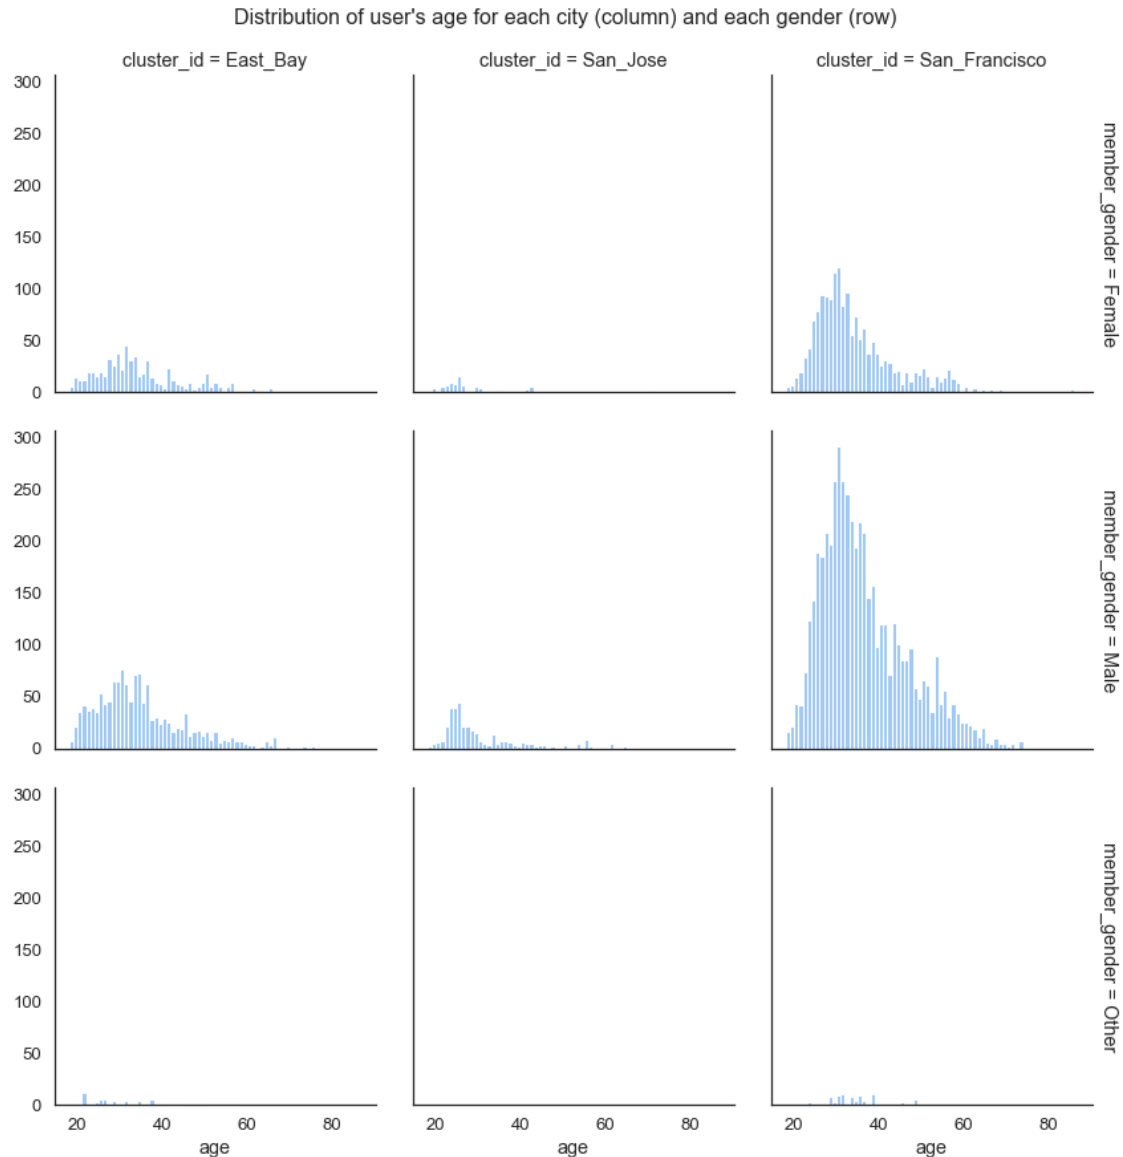 Distribution of user's age for each city (column) and each gender (row)
cluster_id = East_Bay
cluster_id = San_Jose
cluster_id = San_Francisco
300
250
200
150
100
50
0
member_gender = Female
300
250
200
150
100
50
0
member_gender = Male
300
250
200
150
100
50
0
member_gender = Other
20 40 60 80
20 40 60 80
20 40 60 80
age
age
age